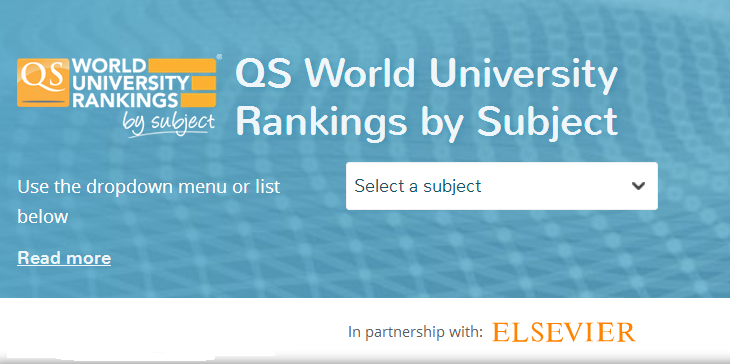 QS WORLD
UNIVERSITY
RANKINGS
by subject
®
QS World University
Rankings by Subject
Use the dropdown menu or list
below
Select a subject
Read more
In partnership with: ELSEVIER